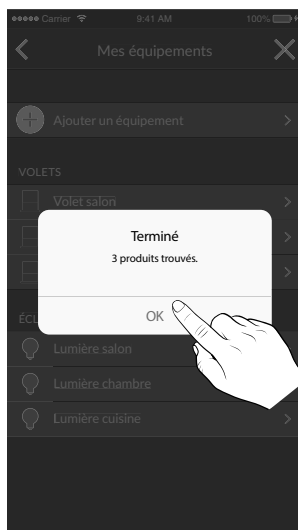 Carrier 9:41 AM 100%
Mes équipements
Ajouter un équipement
VOLETS
Volet salon
Terminé
3 produits trouvés.
OK
Lumière salon
Lumière chambre
Lumière cuisine